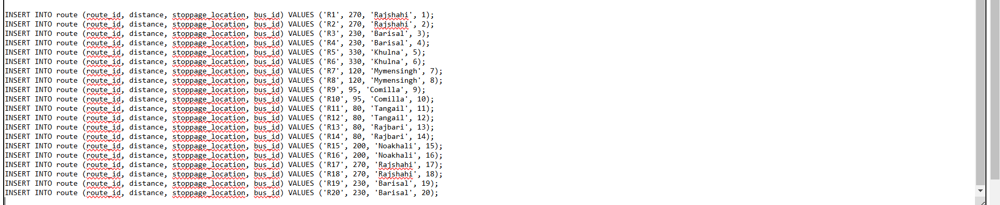 INSERT INTO route (route_id, distance, stoppage_location, bus_id) VALUES ('R1', 270, 'Rajshahi', 1);
INSERT INTO route (route_id, distance, stoppage_location, bus_id) VALUES ('R2', 270, 'Rajshahi', 2);
INSERT INTO route (route_id, distance, stoppage_location, bus_id) VALUES ('R3', 230, 'Barisal', 3);
INSERT INTO route (route_id, distance, stoppage_location, bus_id) VALUES ('R4', 230, 'Barisal', 4);
INSERT INTO route (route_id, distance, stoppage_location, bus_id) VALUES ('R5', 330, 'Khulna', 5);
INSERT INTO route (route_id, distance, stoppage_location, bus_id) VALUES ('R6', 330, 'Khulna', 6);
INSERT INTO route (route_id, distance, stoppage_location, bus_id) VALUES ('R7', 120, 'Mymensingh', 7);
INSERT INTO route (route_id, distance, stoppage_location, bus_id) VALUES ('R8', 120, 'Mymensingh', 8);
INSERT INTO route (route_id, distance, stoppage_location, bus_id) VALUES ('R9', 95, 'Comilla', 9);
INSERT INTO route (route_id, distance, stoppage_location, bus_id) VALUES ('R10', 95, 'Comilla', 10);
INSERT INTO route (route_id, distance, stoppage_location, bus_id) VALUES ('R11', 80, 'Tangail', 11);
INSERT INTO route (route_id, distance, stoppage_location, bus_id) VALUES ('R12', 80, 'Tangail', 12);
INSERT INTO route (route_id, distance, stoppage_location, bus_id) VALUES ('R13', 80, 'Rajbari', 13);
INSERT INTO route (route_id, distance, stoppage_location, bus_id) VALUES ('R14', 80, 'Rajbari', 14);
INSERT INTO route (route_id, distance, stoppage_location, bus_id) VALUES ('R15', 200, 'Noakhali', 15);
INSERT INTO route (route_id, distance, stoppage_location, bus_id) VALUES ('R16', 200, 'Noakhali', 16);
INSERT INTO route (route_id, distance, stoppage_location, bus_id) VALUES ('R17', 270, 'Rajshahi', 17);
INSERT INTO route (route_id, distance, stoppage_location, bus_id) VALUES ('R18', 270, 'Rajshahi', 18);
INSERT INTO route (route_id, distance, stoppage_location, bus_id) VALUES ('R19', 230, 'Barisal', 19);
INSERT INTO route (route_id, distance, stoppage_location, bus_id) VALUES ('R20', 230, 'Barisal', 20);